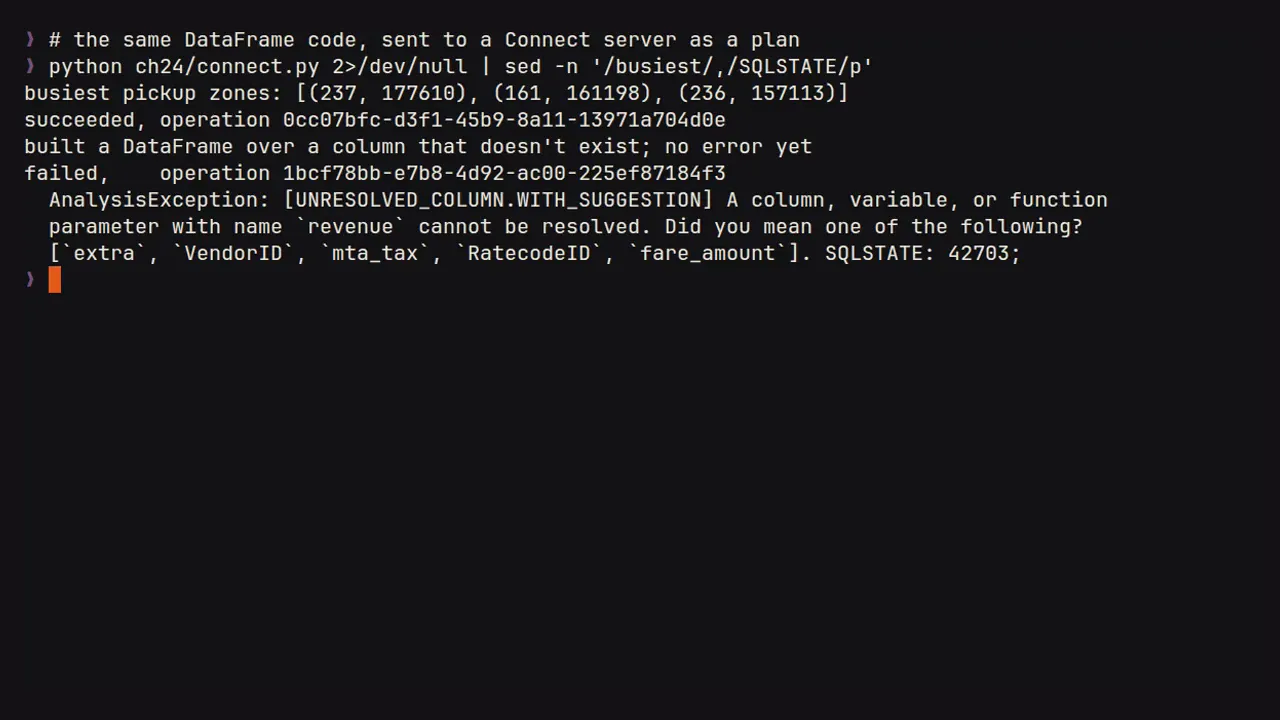 ❯ # the same DataFrame code, sent to a Connect server as a plan
❯ python ch24/connect.py 2>/dev/null | sed -n '/busiest/,/SQLSTATE/p'
busiest pickup zones: [(237, 177610), (161, 161198), (236, 157113)]
succeeded, operation 0cc07bfc-d3f1-45b9-8a11-13971a704d0e
built a DataFrame over a column that doesn't exist; no error yet
failed,    operation 1bcf78bb-e7b8-4d92-ac00-225ef87184f3
  AnalysisException: [UNRESOLVED_COLUMN.WITH_SUGGESTION] A column, variable, or function
  parameter with name `revenue` cannot be resolved. Did you mean one of the following?
  [`extra`, `VendorID`, `mta_tax`, `RatecodeID`, `fare_amount`]. SQLSTATE: 42703;
❯